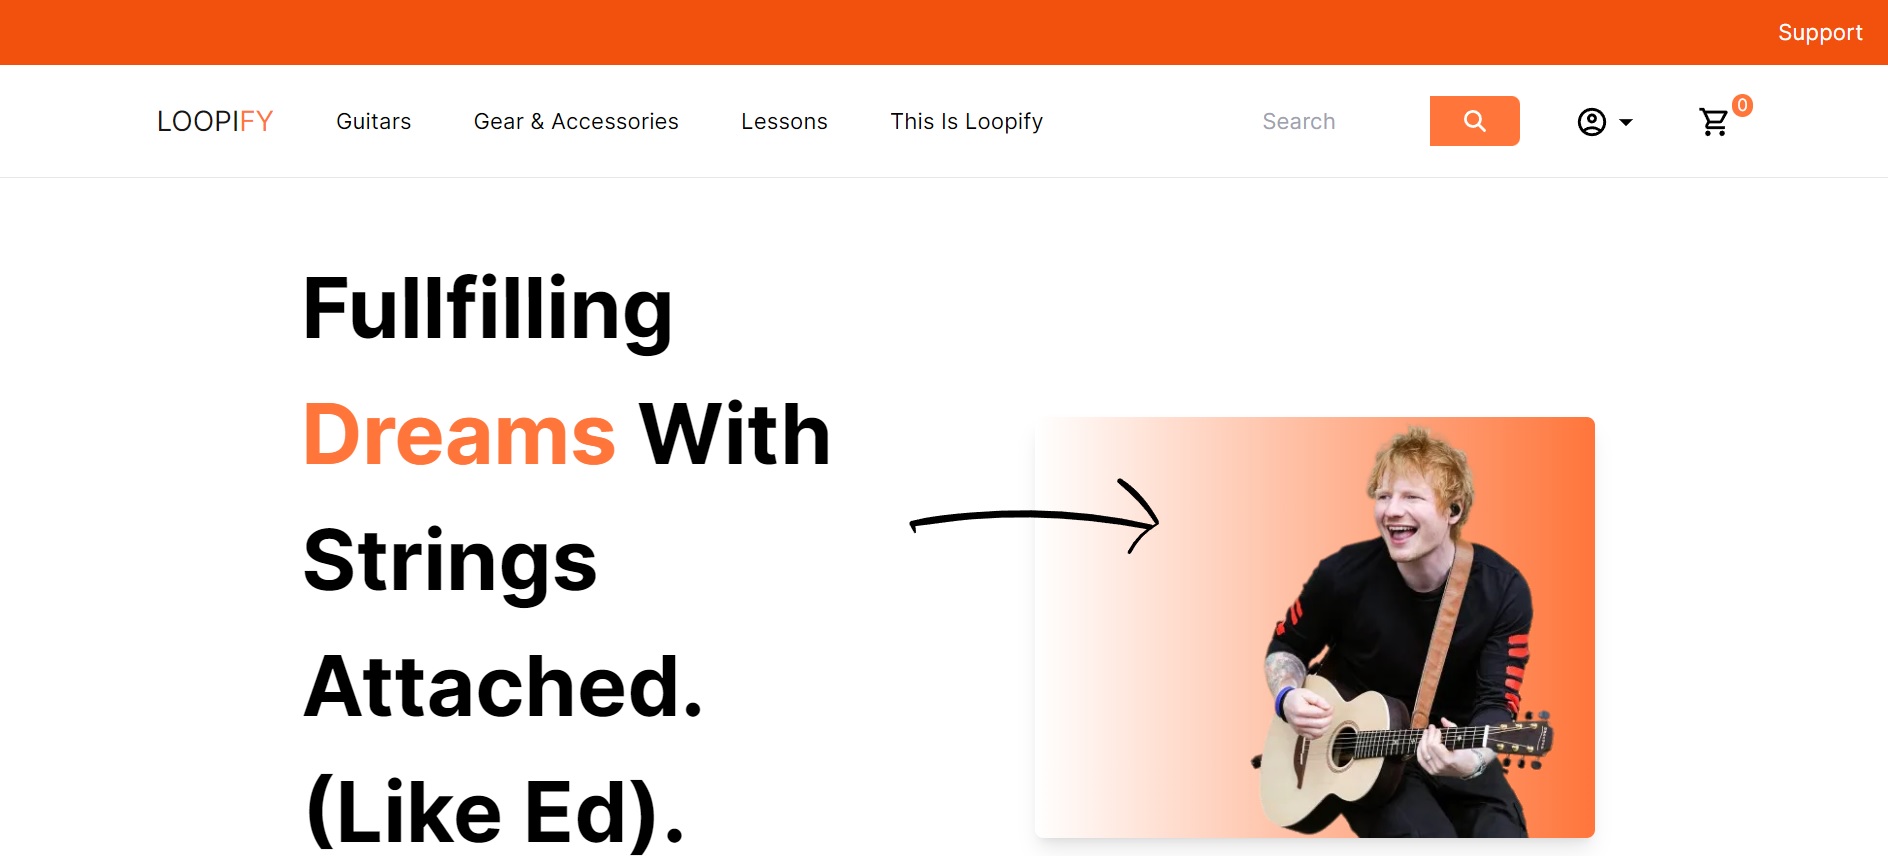 Support
LOOPIFY Guitars Gear & Accessories Lessons This Is Loopify Search 0
Fullfilling
Dreams With
Strings
Attached.
(Like Ed).